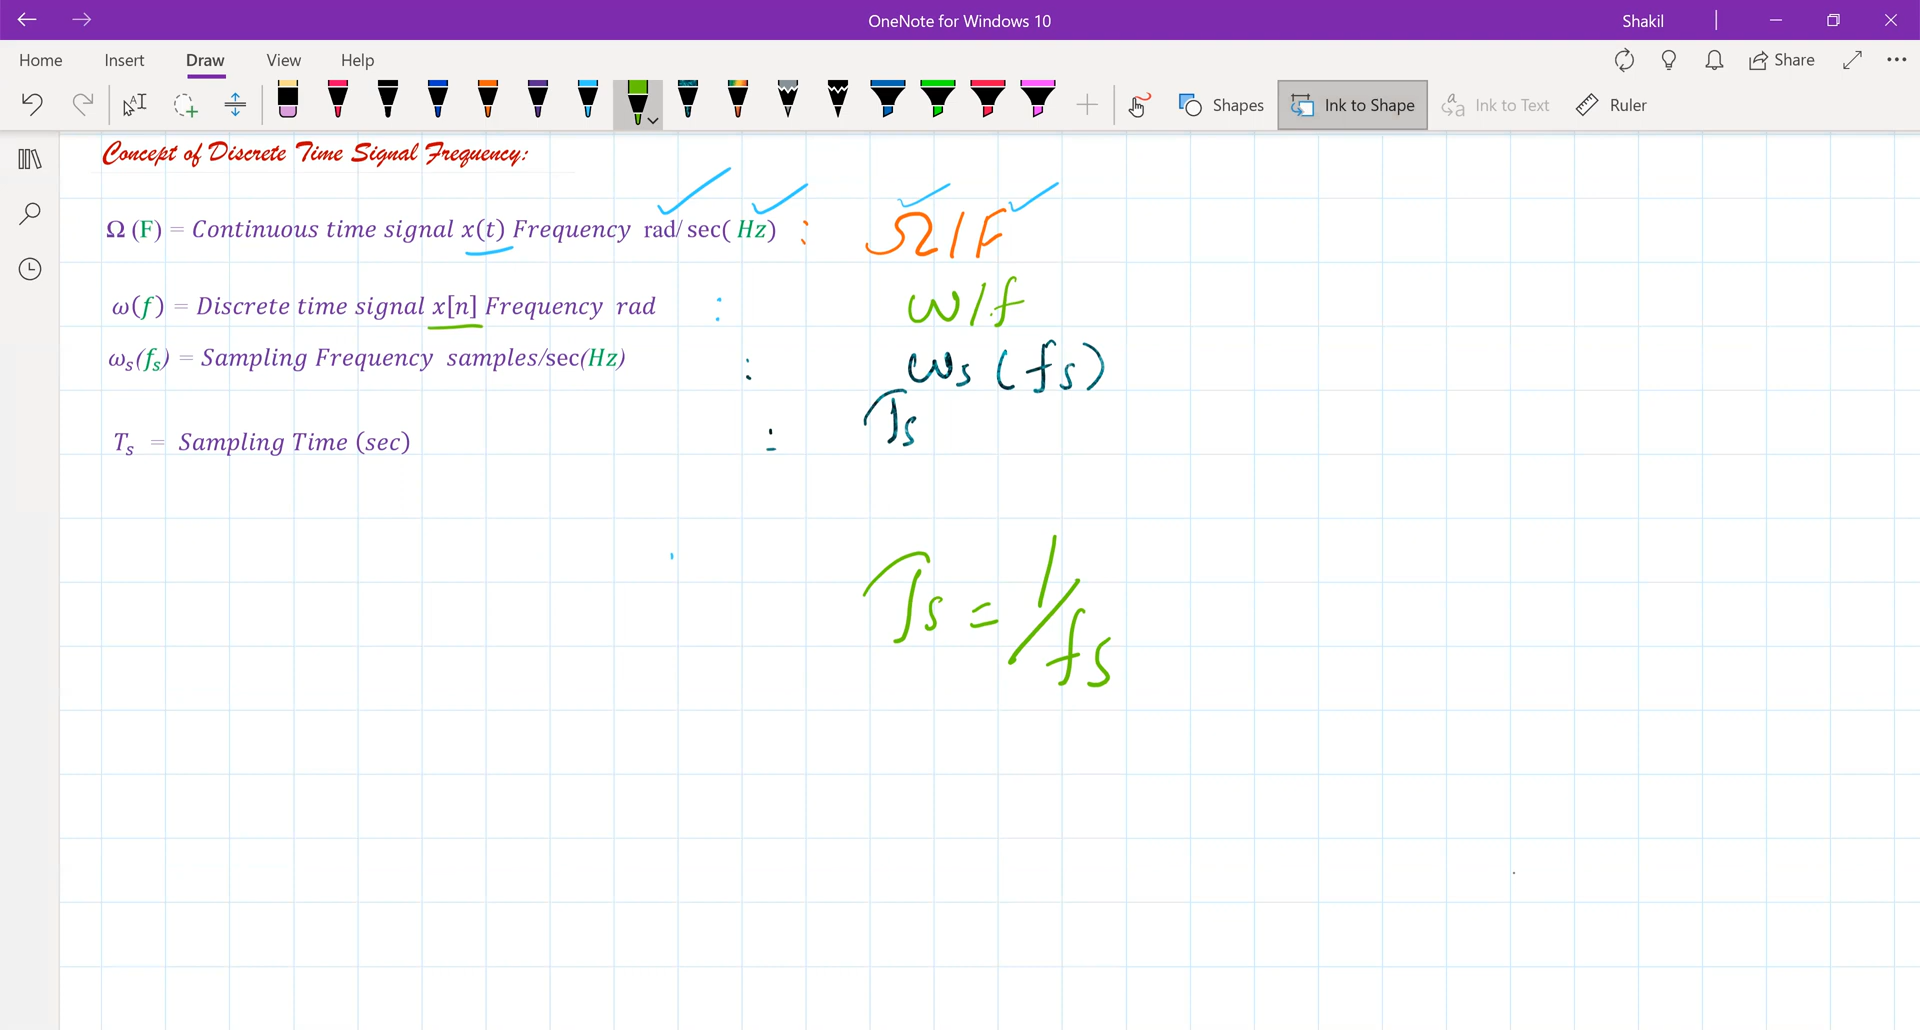 OneNote for Windows 10
Shakil
Home Insert Draw View Help
Share
Shapes Ink to Shape Ink to Text Ruler
Concept of Discrete Time Signal Frequency:
Ω (F) = Continuous time signal x(t) Frequency rad/ sec( Hz) : Ω / F
ω(f) = Discrete time signal x[n] Frequency rad : ω / f
ωₛ(fₛ) = Sampling Frequency samples/sec(Hz) : ωₛ (fₛ)
Tₛ = Sampling Time (sec) : Tₛ
Tₛ = 1/fₛ